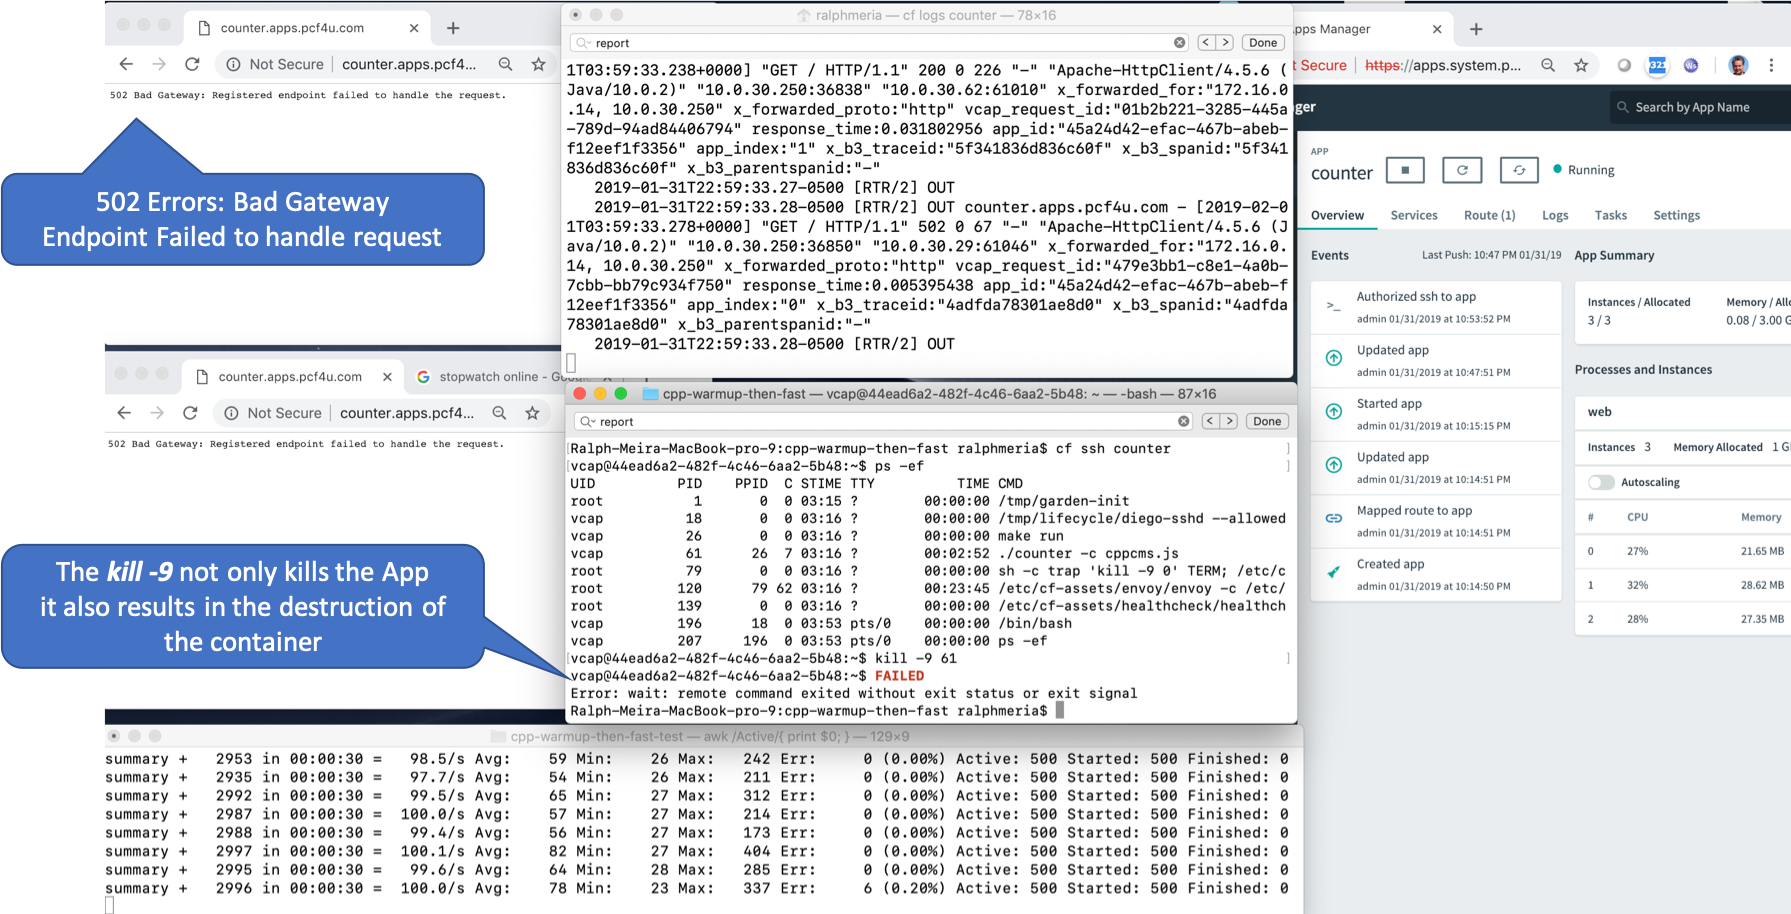 counter.apps.pcf4u.com
Not Secure | counter.apps.pcf4...
502 Bad Gateway: Registered endpoint failed to handle the request.
502 Errors: Bad Gateway
Endpoint Failed to handle request
counter.apps.pcf4u.com
stopwatch online -
Not Secure | counter.apps.pcf4...
502 Bad Gateway: Registered endpoint failed to handle the request.
The kill -9 not only kills the App
it also results in the destruction of
the container
ralphmeria — cf logs counter — 78×16
report
Done
1T03:59:33.238+0000] "GET / HTTP/1.1" 200 0 226 "-" "Apache-HttpClient/4.5.6 (
Java/10.0.2)" "10.0.30.250:36838" "10.0.30.62:61010" x_forwarded_for:"172.16.0
.14, 10.0.30.250" x_forwarded_proto:"http" vcap_request_id:"01b2b221-3285-445a
-789d-94ad84406794" response_time:0.031802956 app_id:"45a24d42-efac-467b-abeb-
f12eef1f3356" app_index:"1" x_b3_traceid:"5f341836d836c60f" x_b3_spanid:"5f341
836d836c60f" x_b3_parentspanid:"-"
2019-01-31T22:59:33.27-0500 [RTR/2] OUT
2019-01-31T22:59:33.28-0500 [RTR/2] OUT counter.apps.pcf4u.com - [2019-02-0
1T03:59:33.278+0000] "GET / HTTP/1.1" 502 0 67 "-" "Apache-HttpClient/4.5.6 (J
ava/10.0.2)" "10.0.30.250:36850" "10.0.30.29:61046" x_forwarded_for:"172.16.0.
14, 10.0.30.250" x_forwarded_proto:"http" vcap_request_id:"479e3bb1-c8e1-4a0b-
7cbb-bb79c934f750" response_time:0.005395438 app_id:"45a24d42-efac-467b-abeb-f
12eef1f3356" app_index:"0" x_b3_traceid:"4adfda78301ae8d0" x_b3_spanid:"4adfda
78301ae8d0" x_b3_parentspanid:"-"
2019-01-31T22:59:33.28-0500 [RTR/2] OUT
cpp-warmup-then-fast — vcap@44ead6a2-482f-4c46-6aa2-5b48: ~ — -bash — 87×16
report
Done
[Ralph-Meira-MacBook-pro-9:cpp-warmup-then-fast ralphmeria$ cf ssh counter ]
[vcap@44ead6a2-482f-4c46-6aa2-5b48:~$ ps -ef ]
UID PID PPID C STIME TTY TIME CMD
root 1 0 0 03:15 ? 00:00:00 /tmp/garden-init
vcap 18 0 0 03:16 ? 00:00:00 /tmp/lifecycle/diego-sshd --allowed
vcap 26 0 0 03:16 ? 00:00:00 make run
vcap 61 26 7 03:16 ? 00:02:52 ./counter -c cppcms.js
root 79 0 0 03:16 ? 00:00:00 sh -c trap 'kill -9 0' TERM; /etc/c
root 120 79 62 03:16 ? 00:23:45 /etc/cf-assets/envoy/envoy -c /etc/
root 139 0 0 03:16 ? 00:00:00 /etc/cf-assets/healthcheck/healthch
vcap 196 18 0 03:53 pts/0 00:00:00 /bin/bash
vcap 207 196 0 03:53 pts/0 00:00:00 ps -ef
[vcap@44ead6a2-482f-4c46-6aa2-5b48:~$ kill -9 61 ]
vcap@44ead6a2-482f-4c46-6aa2-5b48:~$ FAILED
Error: wait: remote command exited without exit status or exit signal
Ralph-Meira-MacBook-pro-9:cpp-warmup-then-fast ralphmeria$
cpp-warmup-then-fast-test — awk /Active/{ print $0; } — 129×9
summary + 2953 in 00:00:30 = 98.5/s Avg: 59 Min: 26 Max: 242 Err: 0 (0.00%) Active: 500 Started: 500 Finished: 0
summary + 2935 in 00:00:30 = 97.7/s Avg: 54 Min: 26 Max: 211 Err: 0 (0.00%) Active: 500 Started: 500 Finished: 0
summary + 2992 in 00:00:30 = 99.5/s Avg: 65 Min: 27 Max: 312 Err: 0 (0.00%) Active: 500 Started: 500 Finished: 0
summary + 2987 in 00:00:30 = 100.0/s Avg: 57 Min: 27 Max: 214 Err: 0 (0.00%) Active: 500 Started: 500 Finished: 0
summary + 2988 in 00:00:30 = 99.4/s Avg: 56 Min: 27 Max: 173 Err: 0 (0.00%) Active: 500 Started: 500 Finished: 0
summary + 2997 in 00:00:30 = 100.1/s Avg: 82 Min: 27 Max: 404 Err: 0 (0.00%) Active: 500 Started: 500 Finished: 0
summary + 2995 in 00:00:30 = 99.6/s Avg: 64 Min: 28 Max: 285 Err: 0 (0.00%) Active: 500 Started: 500 Finished: 0
summary + 2996 in 00:00:30 = 100.0/s Avg: 78 Min: 23 Max: 337 Err: 6 (0.20%) Active: 500 Started: 500 Finished: 0
pps Manager
t Secure | https://apps.system.p...
ger
Search by App Name
APP
counter
Running
Overview Services Route (1) Logs Tasks Settings
Events Last Push: 10:47 PM 01/31/19
Authorized ssh to app
admin 01/31/2019 at 10:53:52 PM
Updated app
admin 01/31/2019 at 10:47:51 PM
Started app
admin 01/31/2019 at 10:15:15 PM
Updated app
admin 01/31/2019 at 10:14:51 PM
Mapped route to app
admin 01/31/2019 at 10:14:51 PM
Created app
admin 01/31/2019 at 10:14:50 PM
App Summary
Instances / Allocated Memory / Allo
3 / 3 0.08 / 3.00 G
Processes and Instances
web
Instances 3 Memory Allocated 1 G
Autoscaling
# CPU Memory
0 27% 21.65 MB
1 32% 28.62 MB
2 28% 27.35 MB